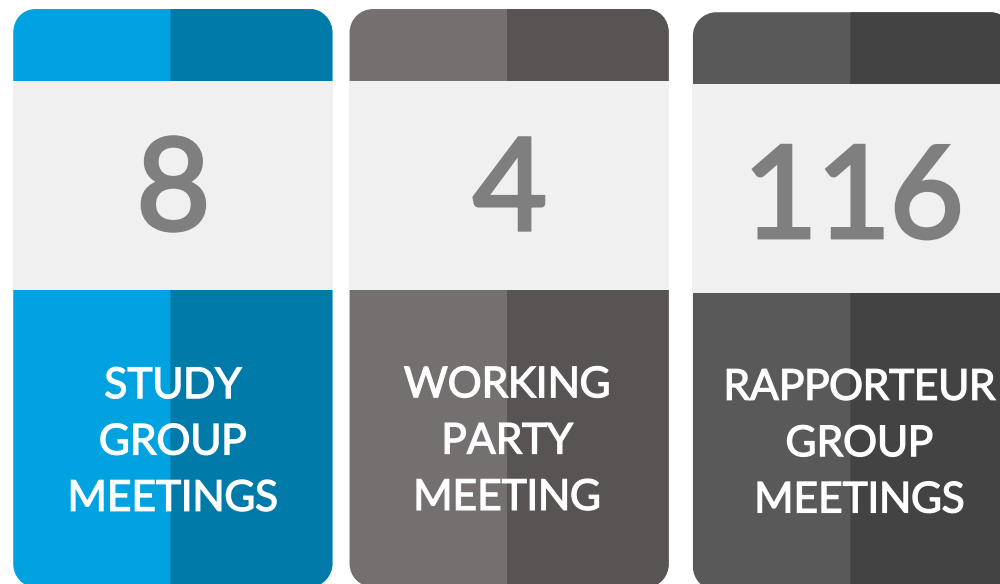 8
STUDY
GROUP
MEETINGS
4
WORKING
PARTY
MEETING
116
RAPPORTEUR
GROUP
MEETINGS